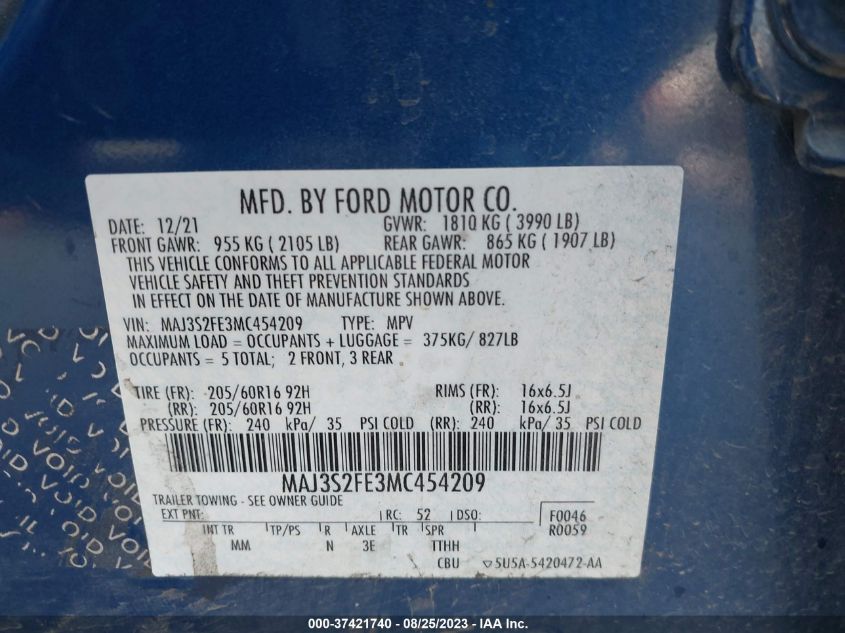 MFD. BY FORD MOTOR CO.
DATE: 12/21 GVWR: 1810 KG ( 3990 LB)
FRONT GAWR: 955 KG ( 2105 LB) REAR GAWR: 865 KG ( 1907 LB)
THIS VEHICLE CONFORMS TO ALL APPLICABLE FEDERAL MOTOR
VEHICLE SAFETY AND THEFT PREVENTION STANDARDS
IN EFFECT ON THE DATE OF MANUFACTURE SHOWN ABOVE.
VIN: MAJ3S2FE3MC454209 TYPE: MPV
MAXIMUM LOAD = OCCUPANTS + LUGGAGE = 375KG/ 827LB
OCCUPANTS = 5 TOTAL; 2 FRONT, 3 REAR
TIRE (FR): 205/60R16 92H RIMS (FR): 16x6.5J
(RR): 205/60R16 92H (RR): 16x6.5J
PRESSURE (FR): 240 kPa/ 35 PSI COLD (RR): 240 kPa/ 35 PSI COLD
MAJ3S2FE3MC454209
TRAILER TOWING - SEE OWNER GUIDE
EXT PNT: RC: 52 DSO: F0046
INT TR TP/PS R AXLE TR SPR R0059
MM N 3E TTHH
CBU ▽5U5A-5420472-AA
VOID VOID VOID
000-37421740 - 08/25/2023 - IAA Inc.